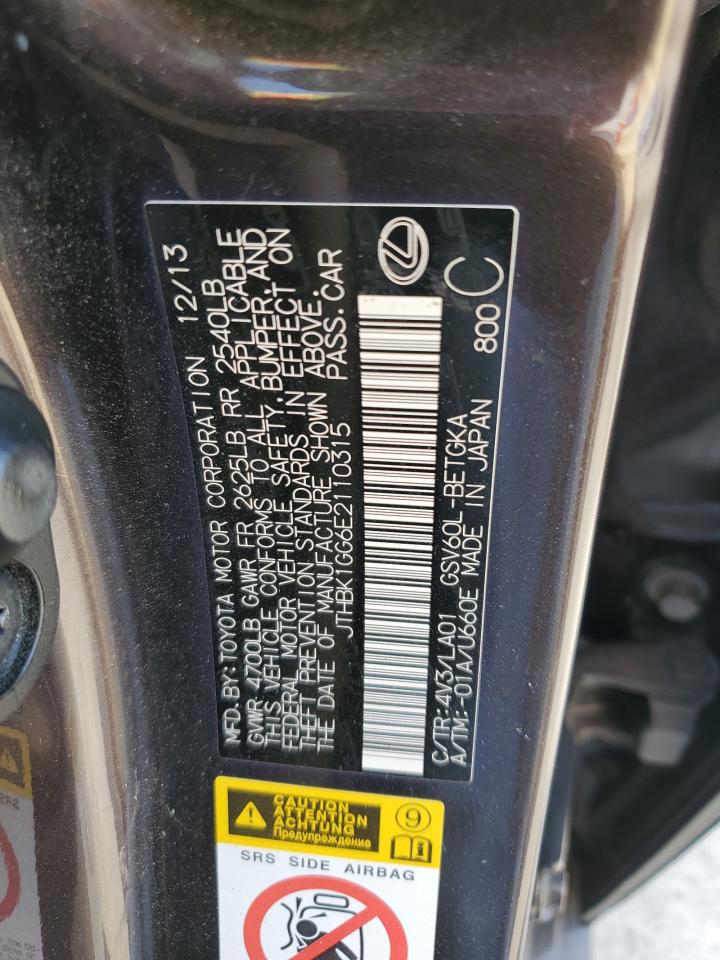 MFD. BY: TOYOTA MOTOR CORPORATION 12/13
GVWR 4700LB GAWR FR 2625LB RR 2540LB
THIS VEHICLE CONFORMS TO ALL APPLICABLE
FEDERAL MOTOR VEHICLE SAFETY, BUMPER, AND
THEFT PREVENTION STANDARDS IN EFFECT ON
THE DATE OF MANUFACTURE SHOWN ABOVE.
JTHBK1GG6E2110315 PASS. CAR
C/TR: 4V3/LA01 GSV60L-BETGKA
A/TM: -01A/U660E MADE IN JAPAN 800 C
CAUTION
ATTENTION
ACHTUNG
Предупреждение
9
SRS SIDE AIRBAG
SRS